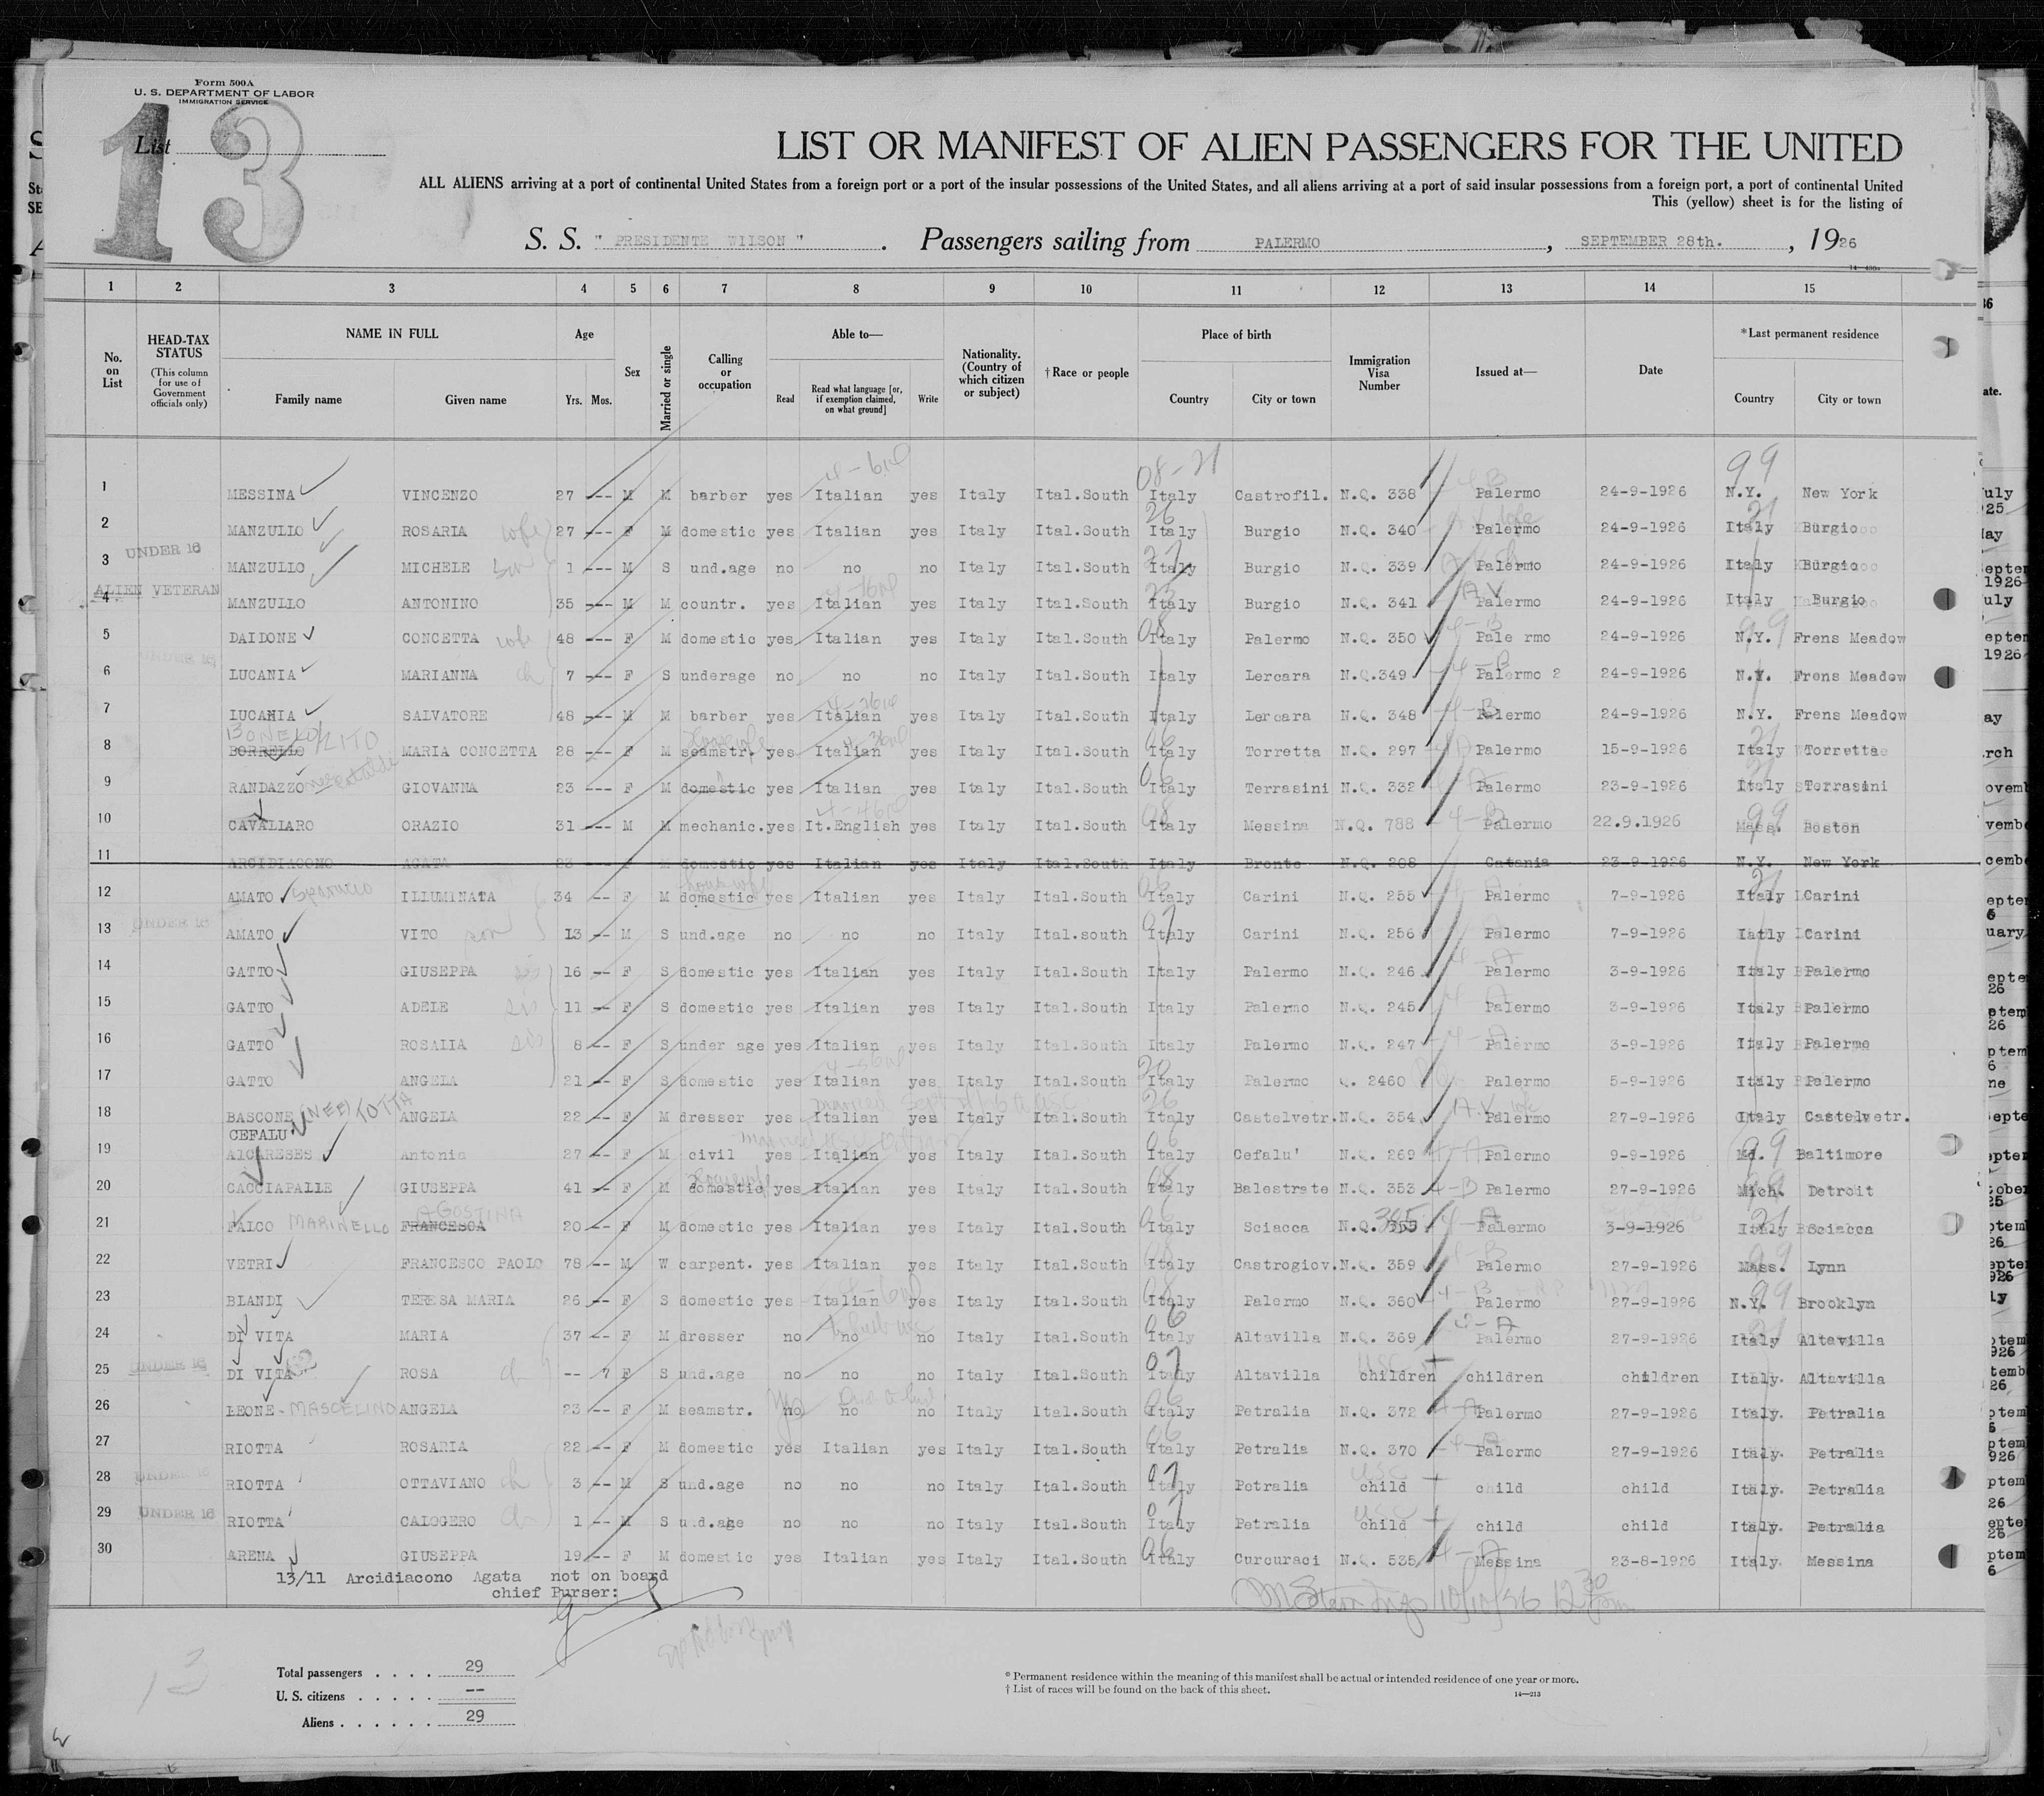 Form 500A
U. S. DEPARTMENT OF LABOR
IMMIGRATION SERVICE
List
13
LIST OR MANIFEST OF ALIEN PASSENGERS FOR THE UNITED
ALL ALIENS arriving at a port of continental United States from a foreign port or a port of the insular possessions of the United States, and all aliens arriving at a port of said insular possessions from a foreign port, a port of continental United
This (yellow) sheet is for the listing of
S. S. " PRESIDENTE WILSON " . Passengers sailing from PALERMO , SEPTEMBER 28th. , 1926
1 2 3 4 5 6 7 8 9 10 11 12 13 14 15
No. on List
HEAD-TAX STATUS (This column for use of Government officials only)
NAME IN FULL Family name Given name
Age Yrs. Mos.
Sex
Married or single
Calling or occupation
Able to— Read Read what language [or, if exemption claimed, on what ground] Write
Nationality. (Country of which citizen or subject)
†Race or people
Place of birth Country City or town
Immigration Visa Number
Issued at—
Date
*Last permanent residence Country City or town
08-21 99
1 MESSINA VINCENZO 27 --- M M barber yes Italian yes Italy Ital.South Italy Castrofil. N.Q. 338 Palermo 24-9-1926 N.Y. New York
2 MANZULLO ROSARIA wife 27 --- F M domestic yes Italian yes Italy Ital.South Italy Burgio N.Q. 340 Palermo 24-9-1926 Italy Burgio
3 UNDER 16 MANZULLO MICHELE Son 1 --- M S und.age no no no Italy Ital.South Italy Burgio N.Q. 339 Palermo 24-9-1926 Italy Burgio
4 ALIEN VETERAN MANZULLO ANTONINO 35 --- M M countr. yes Italian yes Italy Ital.South Italy Burgio N.Q. 341 Palermo 24-9-1926 Italy Burgio
5 DAIDONE CONCETTA wife 48 --- F M domestic yes Italian yes Italy Ital.South Italy Palermo N.Q. 350 Pale rmo 24-9-1926 N.Y. Frens Meadow
6 UNDER 16 LUCANIA MARIANNA ch 7 --- F S underage no no no Italy Ital.South Italy Lercara N.Q.349 Palermo 2 24-9-1926 N.Y. Frens Meadow
7 LUCANIA SALVATORE 48 --- M M barber yes Italian yes Italy Ital.South Italy Lercara N.Q. 348 Palermo 24-9-1926 N.Y. Frens Meadow
8 BORRELLO MARIA CONCETTA 28 --- F M seamstr. yes Italian yes Italy Ital.South Italy Torretta N.Q. 297 Palermo 15-9-1926 Italy Torretta
9 RANDAZZO GIOVANNA 23 --- F M domestic yes Italian yes Italy Ital.South Italy Terrasini N.Q. 332 Palermo 23-9-1926 Italy Terrasini
10 CAVALIARO ORAZIO 31 --- M M mechanic. yes It.English yes Italy Ital.South Italy Messina N.Q. 788 Palermo 22.9.1926 Mass. Boston
11 ARCIDIACONO AGATA 23 --- F M domestic yes Italian yes Italy Ital.South Italy Bronte N.Q. 208 Catania 23-9-1926 N.Y. New York
12 AMATO ILLUMINATA 34 -- F M domestic yes Italian yes Italy Ital.South Italy Carini N.Q. 255 Palermo 7-9-1926 Italy Carini
13 UNDER 16 AMATO VITO son 13 -- M S und.age no no no Italy Ital.south Italy Carini N.Q. 256 Palermo 7-9-1926 Iatly Carini
14 GATTO GIUSEPPA sis 16 -- F S domestic yes Italian yes Italy Ital.South Italy Palermo N.Q. 246 Palermo 3-9-1926 Italy Palermo
15 GATTO ADELE sis 11 -- F S domestic yes Italian yes Italy Ital.South Italy Palermo N.Q. 245 Palermo 3-9-1926 Italy Palermo
16 GATTO ROSALIA sis 8 -- F S under age yes Italian yes Italy Ital.South Italy Palermo N.Q. 247 Palermo 3-9-1926 Italy Palermo
17 GATTO ANGELA 21 -- F S domestic yes Italian yes Italy Ital.South Italy Palermo Q. 2460 Palermo 5-9-1926 Italy Palermo
18 BASCONE (NEE) TOTTA ANGELA 22 -- F M dresser yes Italian yes Italy Ital.South Italy Castelvetr. N.Q. 354 Palermo 27-9-1926 Italy Castelvetr.
CEFALU
19 AICARESES Antonia 27 -- F M civil yes Italian yes Italy Ital.South Italy Cefalu' N.Q. 269 Palermo 9-9-1926 Md. Baltimore
20 CACCIAPALLE GIUSEPPA 41 -- F M domestic yes Italian yes Italy Ital.South Italy Balestrate N.Q. 353 4-B Palermo 27-9-1926 Mich. Detroit
AGOSTINA
21 FALCO MARINELLO FRANCESCA 20 -- F M domestic yes Italian yes Italy Ital.South Italy Sciacca N.Q. 355 Palermo 3-9-1926 Italy Sciacca
22 VETRI FRANCESCO PAOLO 78 -- M W carpent. yes Italian yes Italy Ital.South Italy Castrogiov. N.Q. 359 Palermo 27-9-1926 Mass. Lynn
23 BLANDI TERESA MARIA 26 -- F S domestic yes Italian yes Italy Ital.South Italy Palermo N.Q. 360 Palermo 27-9-1926 N.Y. Brooklyn
24 DI VITA MARIA 37 -- F M dresser no no no Italy Ital.South Italy Altavilla N.Q. 369 4-A Palermo 27-9-1926 Italy Altavilla
25 UNDER 16 DI VITA ROSA ch -- 7 F S und.age no no no Italy Ital.South Italy Altavilla USC children children children Italy. Altavilla
26 LEONE - MASCELINO ANGELA 23 -- F M seamstr. no no no Italy Ital.South Italy Petralia N.Q. 372 Palermo 27-9-1926 Italy. Petralia
27 RIOTTA ROSARIA 22 -- F M domestic yes Italian yes Italy Ital.South Italy Petralia N.Q. 370 Palermo 27-9-1926 Italy. Petralia
28 UNDER 16 RIOTTA OTTAVIANO ch 3 -- M S und.age no no no Italy Ital.South Italy Petralia USC child child child Italy. Petralia
29 UNDER 16 RIOTTA CALOGERO ch 1 -- M S und.age no no no Italy Ital.South Italy Petralia USC child child child Italy. Petralia
30 ARENA GIUSEPPA 19 -- F M domestic yes Italian yes Italy Ital.South Italy Curcuraci N.Q. 535 4-A Messina 23-8-1926 Italy. Messina
13/11 Arcidiacono Agata not on board
chief Purser:
13
Total passengers . . . . 29
U. S. citizens . . . . . --
Aliens . . . . . . 29
* Permanent residence within the meaning of this manifest shall be actual or intended residence of one year or more.
† List of races will be found on the back of this sheet.
14—213